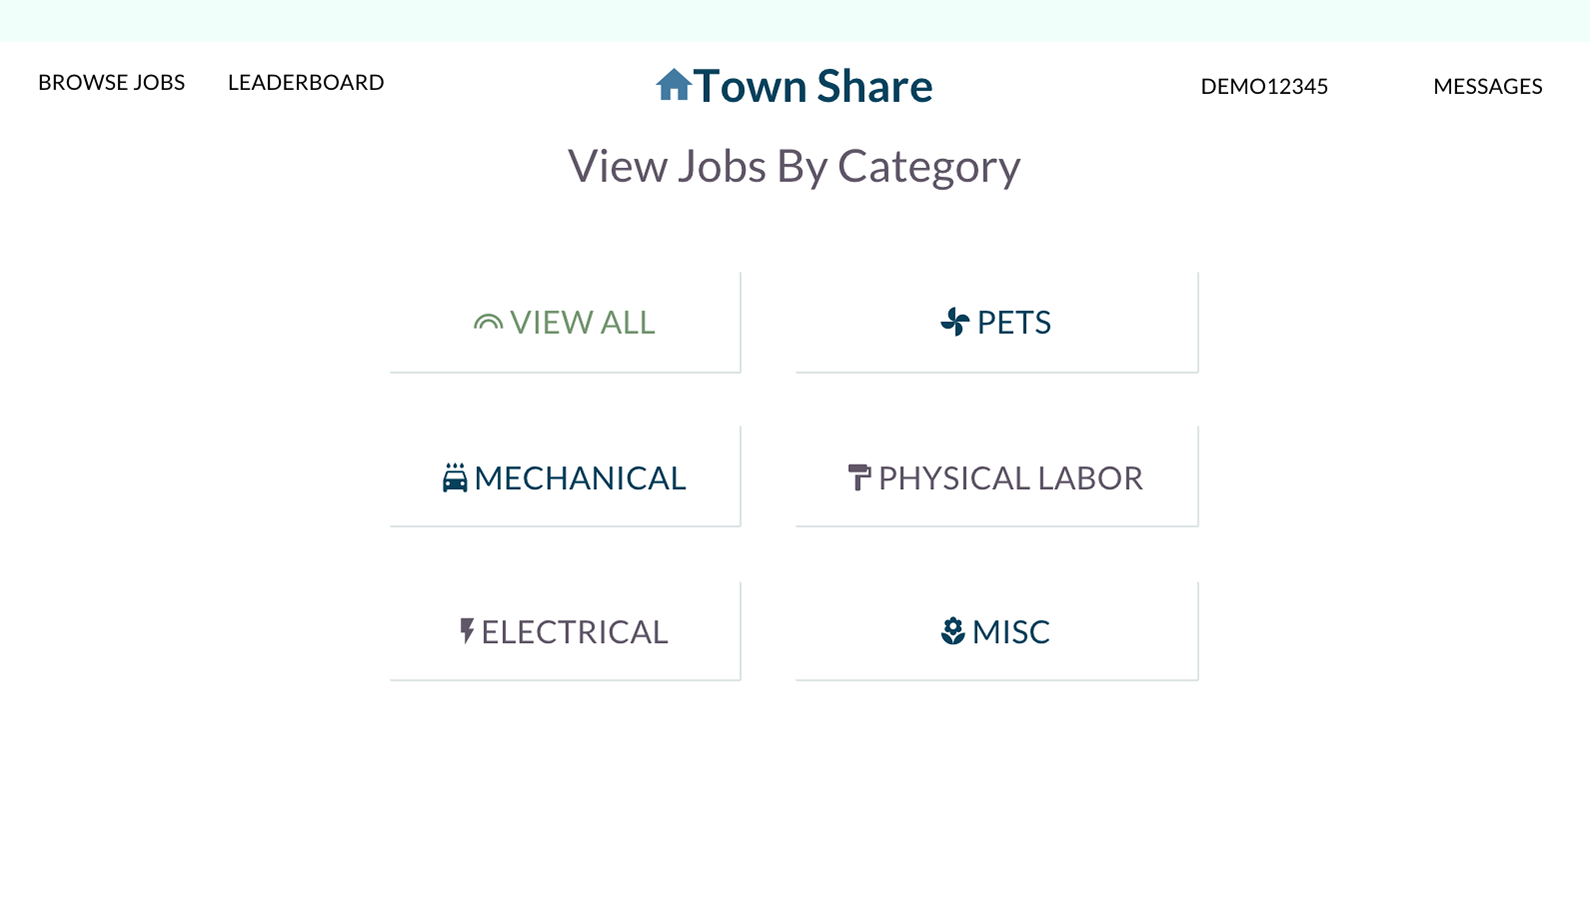 BROWSE JOBS LEADERBOARD Town Share DEMO12345 MESSAGES
View Jobs By Category
VIEW ALL PETS
MECHANICAL PHYSICAL LABOR
ELECTRICAL MISC